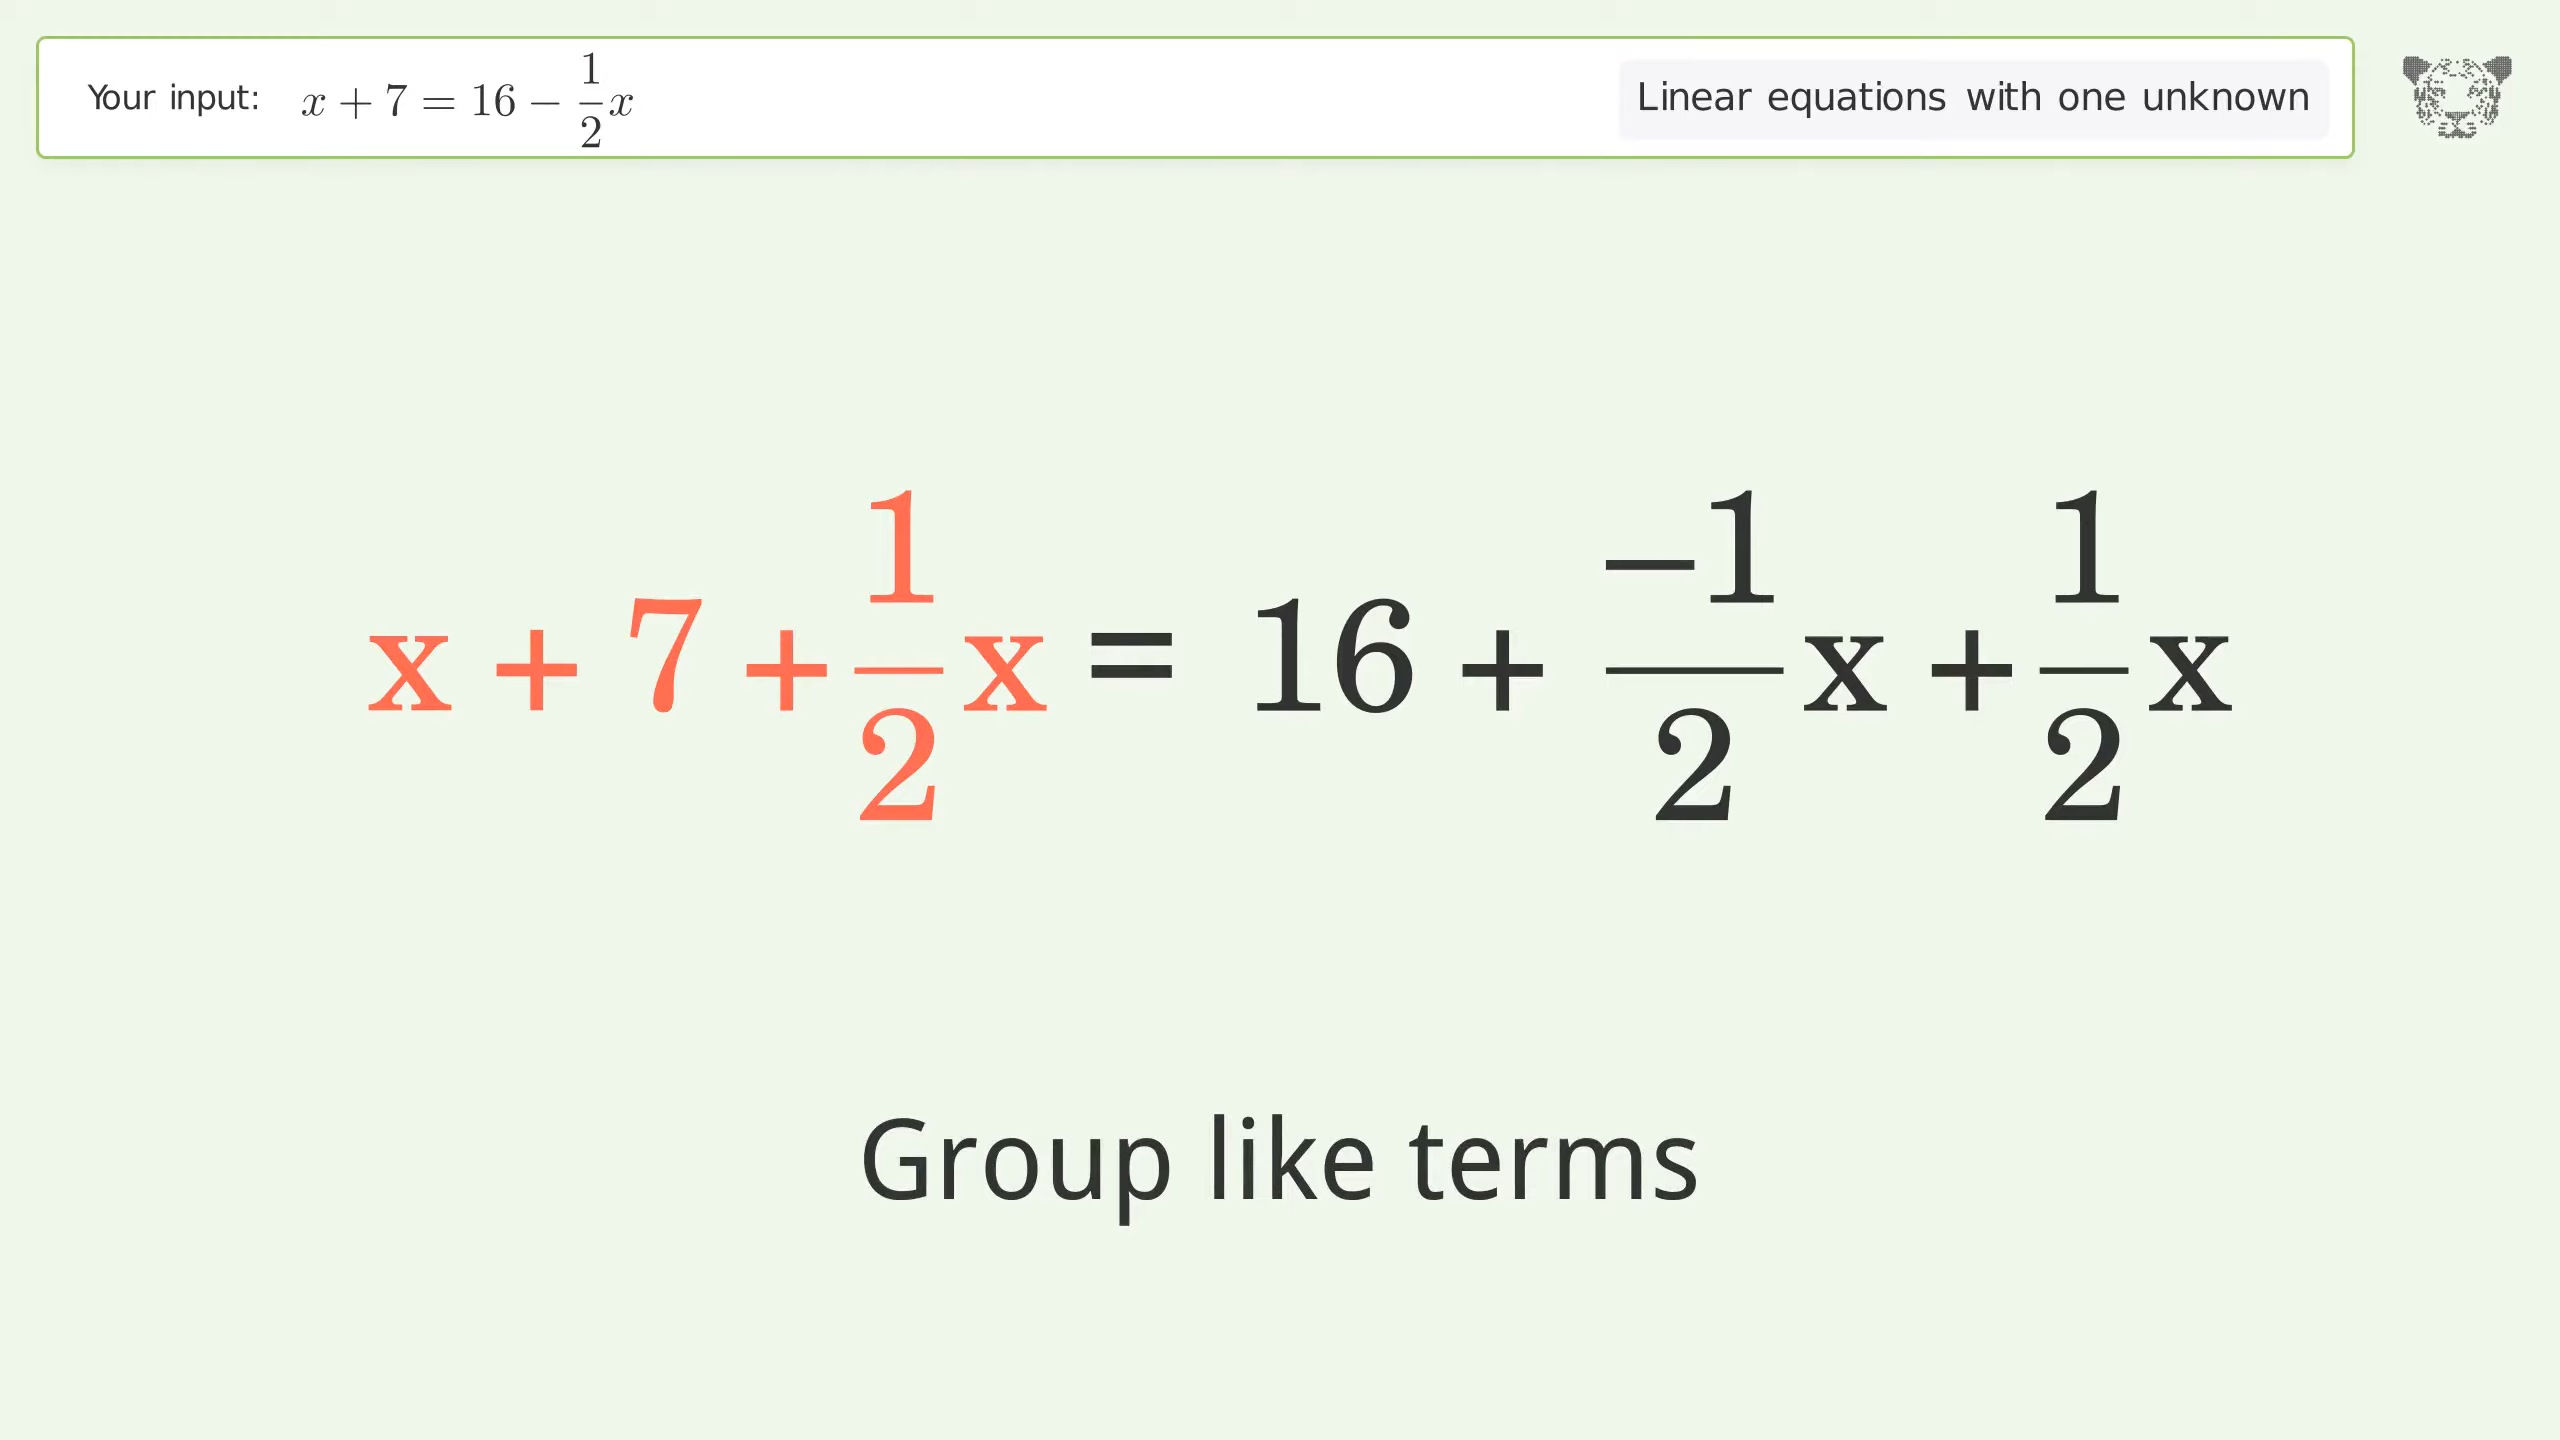 Your input: x + 7 = 16 − 1/2 x
Linear equations with one unknown
x + 7 + 1/2 x = 16 + −1/2 x + 1/2 x
Group like terms